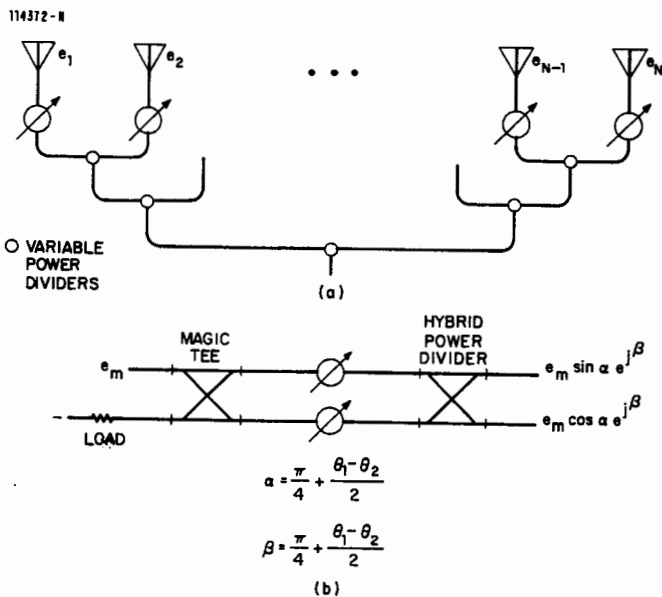 114372-N
e1 e2 • • • eN-1 eN
○ VARIABLE
POWER
DIVIDERS
(a)
HYBRID
POWER
DIVIDER
MAGIC
TEE
em
em sin α e^jβ
–
LOAD
em cos α e^jβ
α = π/4 + (θ1-θ2)/2
β = π/4 + (θ1-θ2)/2
(b)